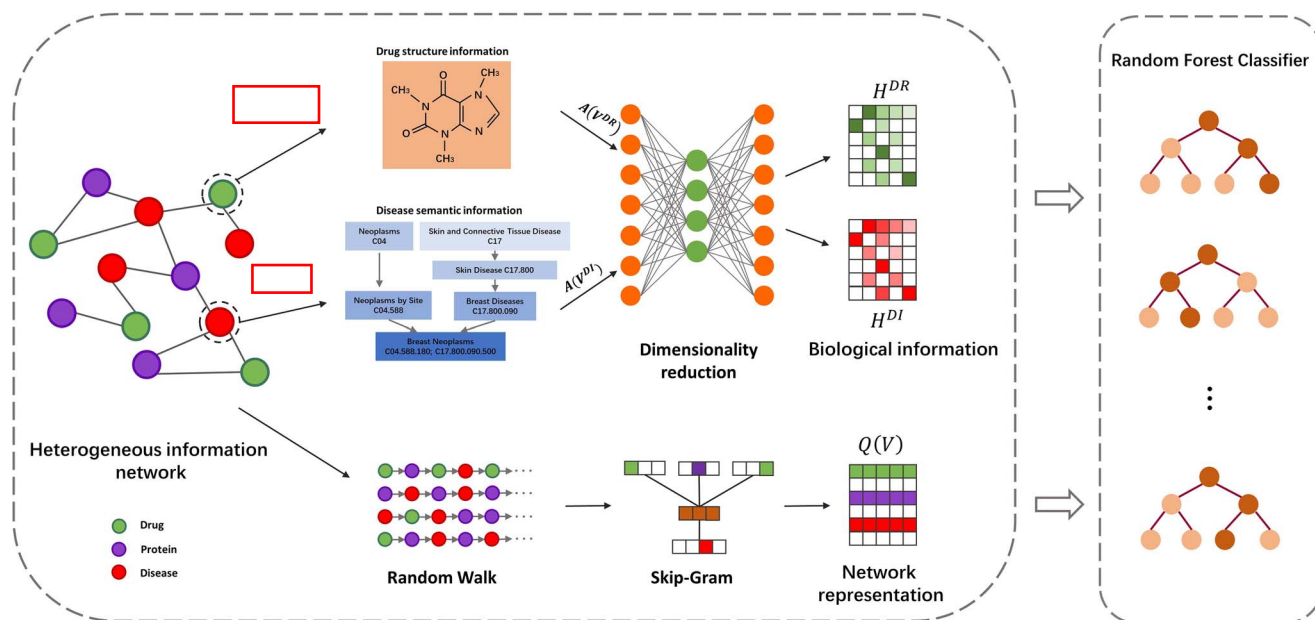 Drug structure information
CH₃
O
CH₃
N
N
O
N
N
CH₃
A(V^DR)
H^DR
Random Forest Classifier
Disease semantic information
Neoplasms
C04
Skin and Connective Tissue Disease
C17
Skin Disease C17.800
Neoplasms by Site
C04.588
Breast Diseases
C17.800.090
Breast Neoplasms
C04.588.180; C17.800.090.500
A(V^DI)
H^DI
Dimensionality
reduction
Biological information
Heterogeneous information
network
Drug
Protein
Disease
Random Walk
Skip-Gram
Q(V)
Network
representation